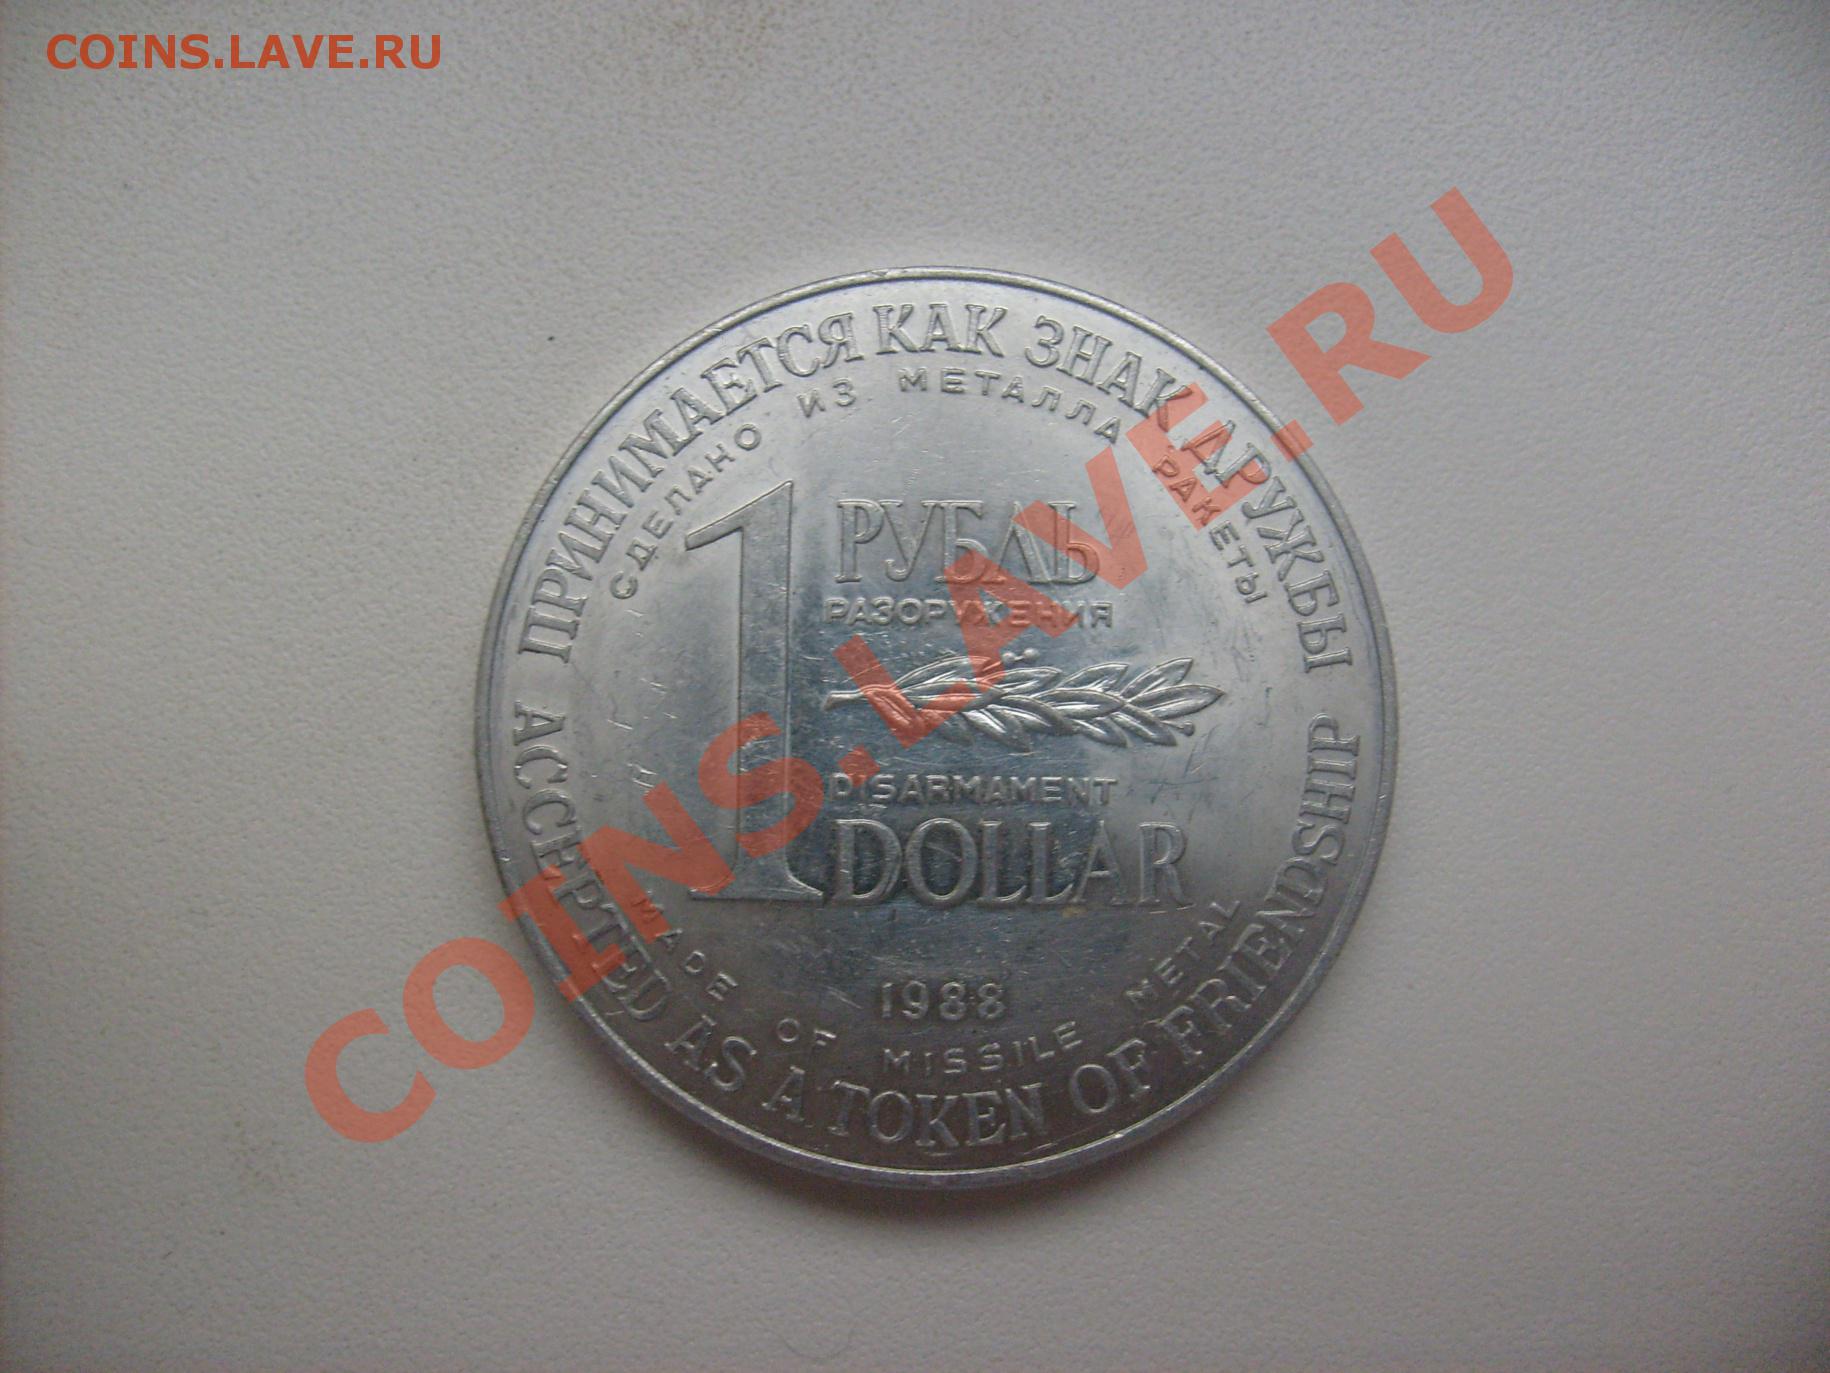 COINS.LAVE.RU
ПРИНИМАЕТСЯ КАК ЗНАК ДРУЖБЫ
СДЕЛАНО ИЗ МЕТАЛЛА РАКЕТЫ
1 РУБЛЬ
РАЗОРУЖЕНИЯ
DISARMAMENT
DOLLAR
1988
MADE OF MISSILE METAL
ACCEPTED AS A TOKEN OF FRIENDSHIP
COINS.LAVE.RU